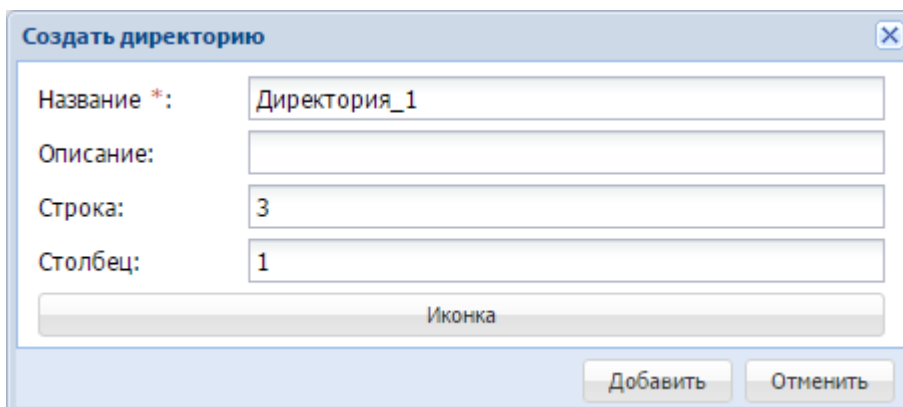 Создать директорию
Название *: Директория_1
Описание:
Строка: 3
Столбец: 1
Иконка
Добавить Отменить